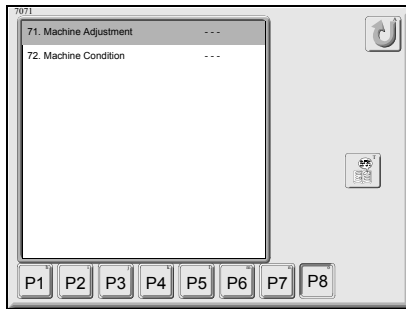 7071
71. Machine Adjustment - - -
72. Machine Condition - - -
P1 P2 P3 P4 P5 P6 P7 P8